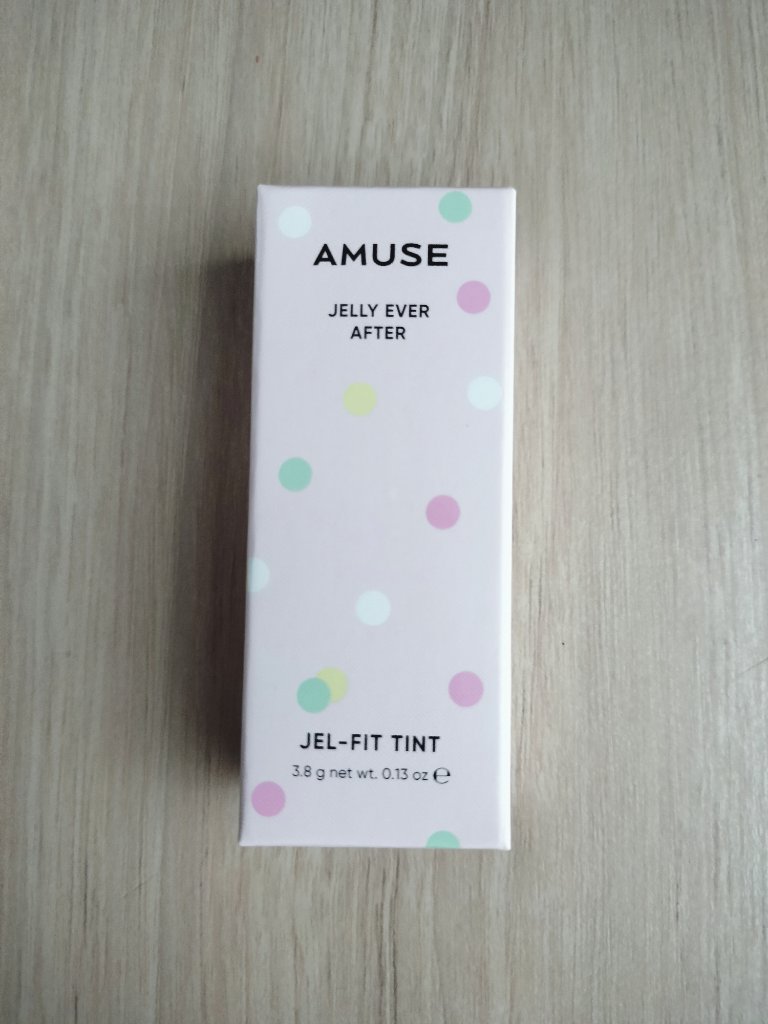 AMUSE
JELLY EVER
AFTER
JEL-FIT TINT
3.8 g net wt. 0.13 oz ℮